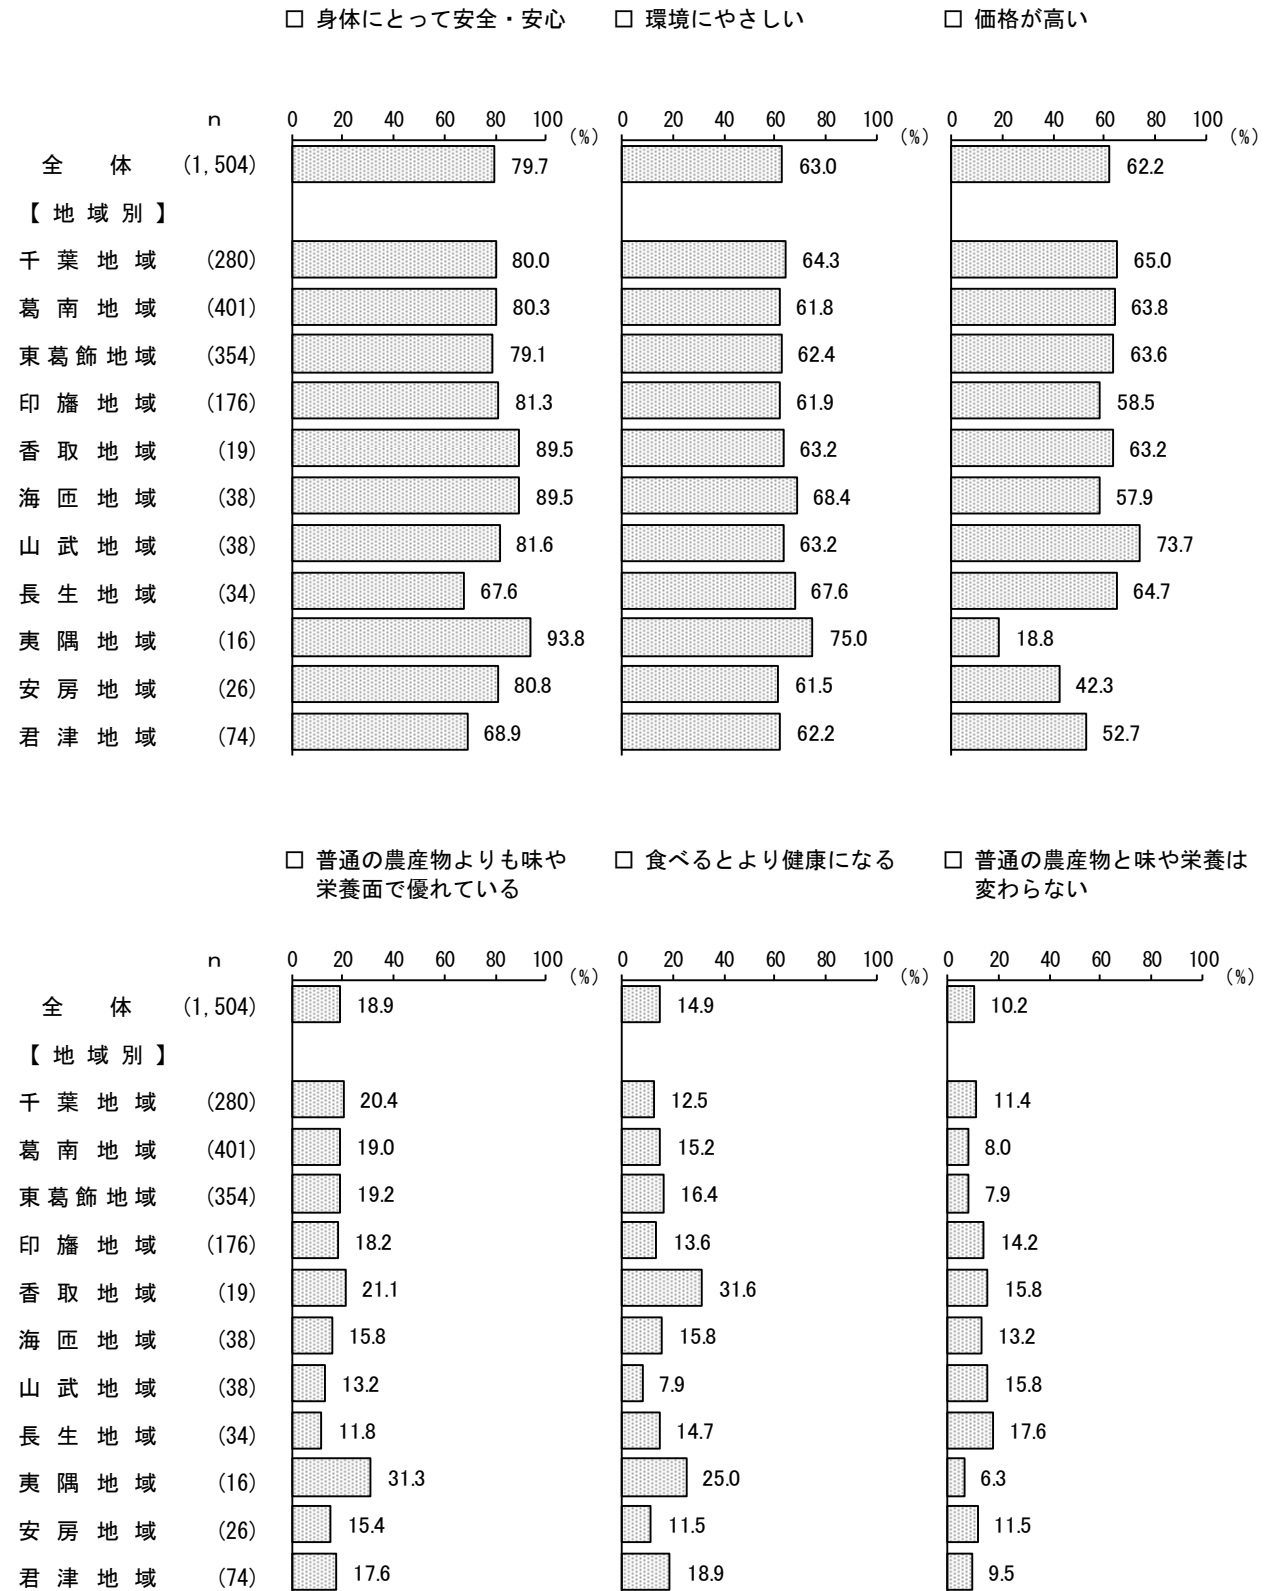 □ 身体にとって安全・安心 □ 環境にやさしい □ 価格が高い
n 0 20 40 60 80 100 (%) 0 20 40 60 80 100 (%) 0 20 40 60 80 100 (%)
全体 (1,504) 79.7 63.0 62.2
【地域別】
千葉地域 (280) 80.0 64.3 65.0
葛南地域 (401) 80.3 61.8 63.8
東葛飾地域 (354) 79.1 62.4 63.6
印旛地域 (176) 81.3 61.9 58.5
香取地域 (19) 89.5 63.2 63.2
海匝地域 (38) 89.5 68.4 57.9
山武地域 (38) 81.6 63.2 73.7
長生地域 (34) 67.6 67.6 64.7
夷隅地域 (16) 93.8 75.0 18.8
安房地域 (26) 80.8 61.5 42.3
君津地域 (74) 68.9 62.2 52.7
□ 普通の農産物よりも味や □ 食べるとより健康になる □ 普通の農産物と味や栄養は
栄養面で優れている 変わらない
n 0 20 40 60 80 100 (%) 0 20 40 60 80 100 (%) 0 20 40 60 80 100 (%)
全体 (1,504) 18.9 14.9 10.2
【地域別】
千葉地域 (280) 20.4 12.5 11.4
葛南地域 (401) 19.0 15.2 8.0
東葛飾地域 (354) 19.2 16.4 7.9
印旛地域 (176) 18.2 13.6 14.2
香取地域 (19) 21.1 31.6 15.8
海匝地域 (38) 15.8 15.8 13.2
山武地域 (38) 13.2 7.9 15.8
長生地域 (34) 11.8 14.7 17.6
夷隅地域 (16) 31.3 25.0 6.3
安房地域 (26) 15.4 11.5 11.5
君津地域 (74) 17.6 18.9 9.5